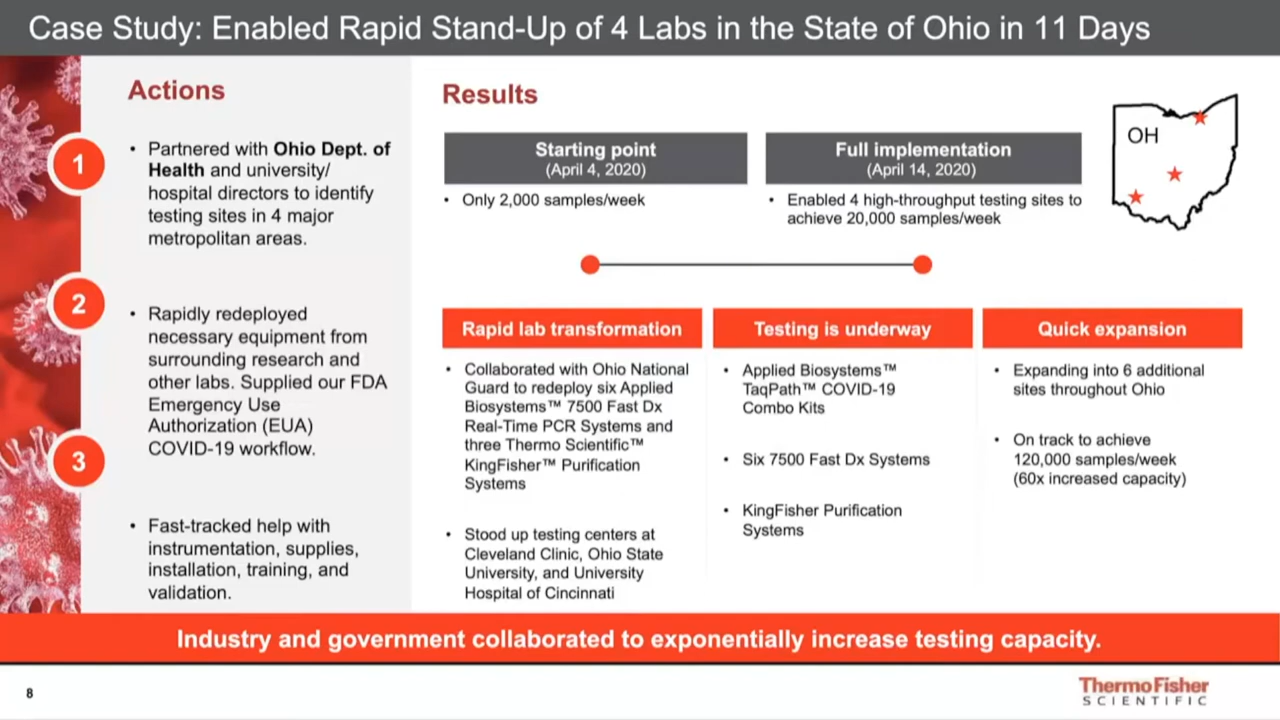 Case Study: Enabled Rapid Stand-Up of 4 Labs in the State of Ohio in 11 Days
Actions
1
• Partnered with Ohio Dept. of
Health and university/
hospital directors to identify
testing sites in 4 major
metropolitan areas.
2
• Rapidly redeployed
necessary equipment from
surrounding research and
other labs. Supplied our FDA
Emergency Use
Authorization (EUA)
COVID-19 workflow.
3
• Fast-tracked help with
instrumentation, supplies,
installation, training, and
validation.
Results
Starting point
(April 4, 2020)
• Only 2,000 samples/week
Full implementation
(April 14, 2020)
• Enabled 4 high-throughput testing sites to
achieve 20,000 samples/week
OH
Rapid lab transformation
• Collaborated with Ohio National
Guard to redeploy six Applied
Biosystems™ 7500 Fast Dx
Real-Time PCR Systems and
three Thermo Scientific™
KingFisher™ Purification
Systems
• Stood up testing centers at
Cleveland Clinic, Ohio State
University, and University
Hospital of Cincinnati
Testing is underway
• Applied Biosystems™
TaqPath™ COVID-19
Combo Kits
• Six 7500 Fast Dx Systems
• KingFisher Purification
Systems
Quick expansion
• Expanding into 6 additional
sites throughout Ohio
• On track to achieve
120,000 samples/week
(60x increased capacity)
Industry and government collaborated to exponentially increase testing capacity.
8
ThermoFisher
SCIENTIFIC